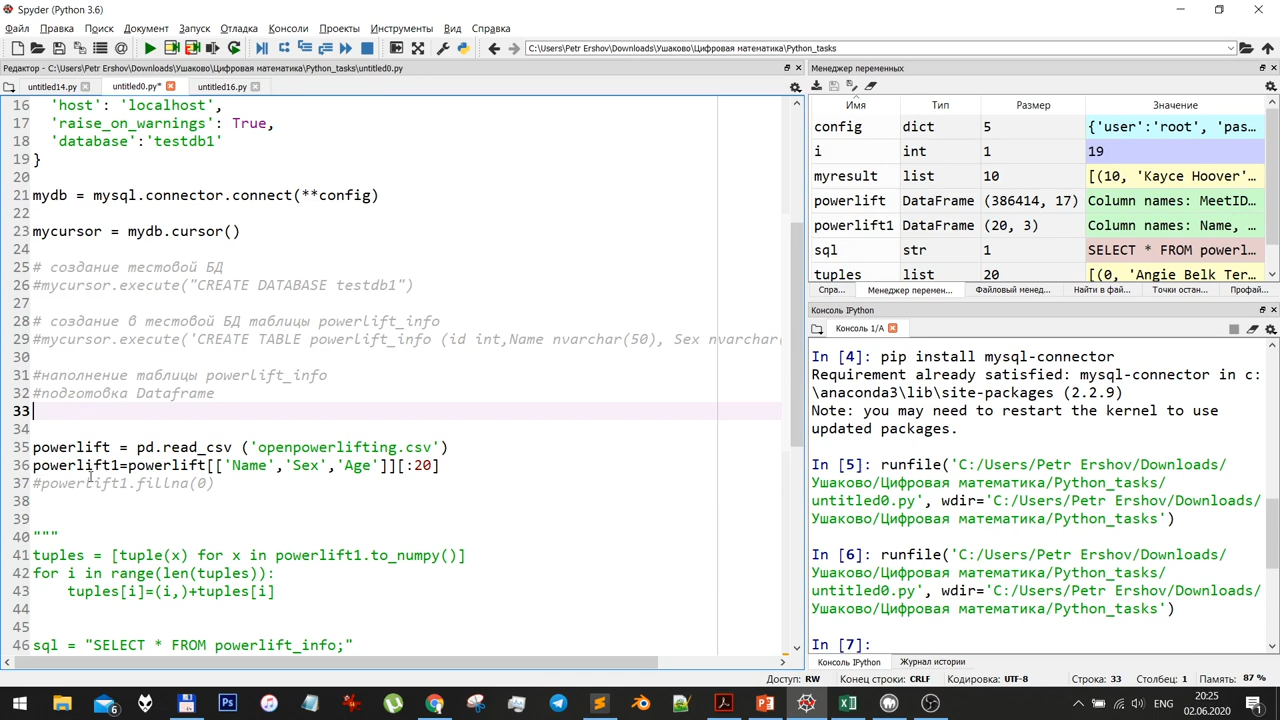 Spyder (Python 3.6)
Файл Правка Поиск Документ Запуск Отладка Консоли Проекты Инструменты Вид Справка
C:\Users\Petr Ershov\Downloads\Ушаково\Цифровая математика\Python_tasks
Редактор - C:\Users\Petr Ershov\Downloads\Ушаково\Цифровая математика\Python_tasks\untitled0.py
untitled14.py untitled0.py* untitled16.py
16 'host': 'localhost',
17 'raise_on_warnings': True,
18 'database':'testdb1'
19 }
20
21 mydb = mysql.connector.connect(**config)
22
23 mycursor = mydb.cursor()
24
25 # создание тестовой БД
26 #mycursor.execute("CREATE DATABASE testdb1")
27
28 # создание в тестовой БД таблицы powerlift_info
29 #mycursor.execute('CREATE TABLE powerlift_info (id int,Name nvarchar(50), Sex nvarchar(
30
31 #наполнение таблицы powerlift_info
32 #подготовка Dataframe
33
34
35 powerlift = pd.read_csv ('openpowerlifting.csv')
36 powerlift1=powerlift[['Name','Sex','Age']][:20]
37 #powerlift1.fillna(0)
38
39
40 """
41 tuples = [tuple(x) for x in powerlift1.to_numpy()]
42 for i in range(len(tuples)):
43 tuples[i]=(i,)+tuples[i]
44
45
46 sql = "SELECT * FROM powerlift_info;"
Менеджер переменных
Имя Тип Размер Значение
config dict 5 {'user':'root', 'pas…
i int 1 19
myresult list 10 [(10, 'Kayce Hoover'…
powerlift DataFrame (386414, 17) Column names: MeetID…
powerlift1 DataFrame (20, 3) Column names: Name, …
sql str 1 SELECT * FROM powerl…
tuples list 20 [(0, 'Angie Belk Ter…
Спра... Менеджер перемен... Файловый менед... Найти в фай... Точки остан... Профай...
Консоль IPython
Консоль 1/A
In [4]: pip install mysql-connector
Requirement already satisfied: mysql-connector in c:
\anaconda3\lib\site-packages (2.2.9)
Note: you may need to restart the kernel to use
updated packages.
In [5]: runfile('C:/Users/Petr Ershov/Downloads/
Ушаково/Цифровая математика/Python_tasks/
untitled0.py', wdir='C:/Users/Petr Ershov/Downloads/
Ушаково/Цифровая математика/Python_tasks')
In [6]: runfile('C:/Users/Petr Ershov/Downloads/
Ушаково/Цифровая математика/Python_tasks/
untitled0.py', wdir='C:/Users/Petr Ershov/Downloads/
Ушаково/Цифровая математика/Python_tasks')
In [7]:
Консоль IPython Журнал истории
Доступ: RW Конец строки: CRLF Кодировка: UTF-8 Строка: 33 Столбец: 1 Память: 87 %
6 Ps ENG 20:25
02.06.2020